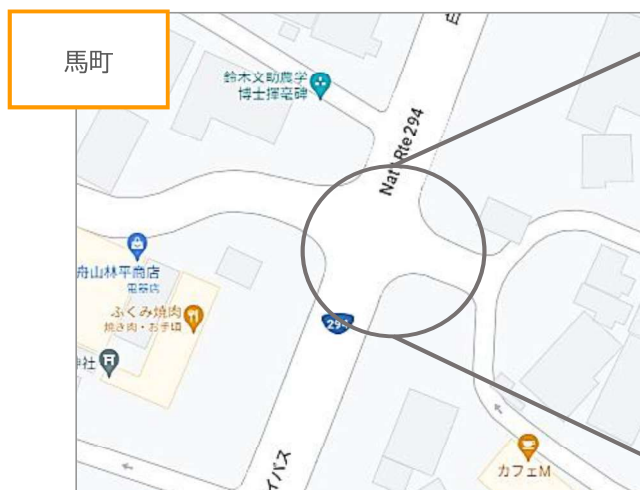 馬町
白
鈴木文助農学
博士揮毫碑
Nat'l Rte 294
舟山林平商店
電器店
ふくみ焼肉
焼き肉・お手頃
294
神社
イバス
カフェM